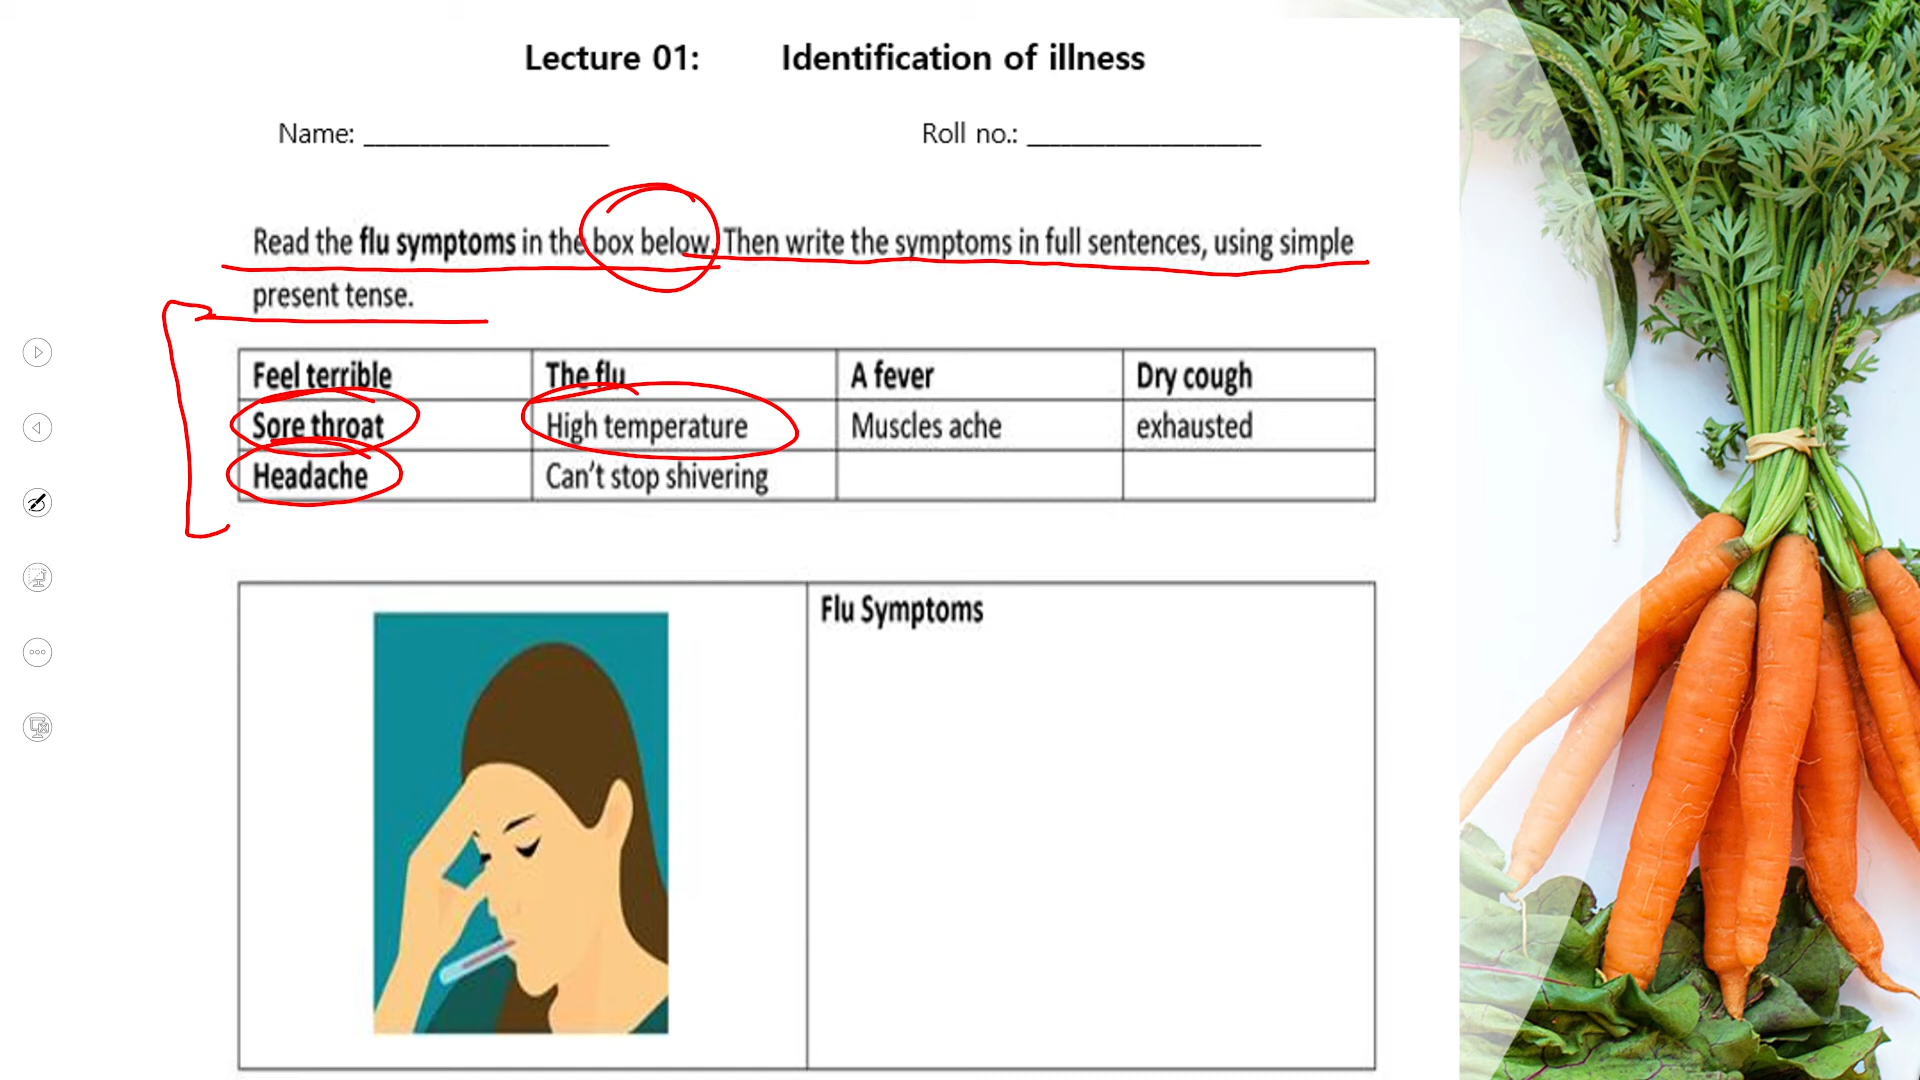 Lecture 01: Identification of illness
Name: ____________________ Roll no.: ___________________
Read the flu symptoms in the box below. Then write the symptoms in full sentences, using simple
present tense.
Feel terrible The flu A fever Dry cough
Sore throat High temperature Muscles ache exhausted
Headache Can't stop shivering
Flu Symptoms